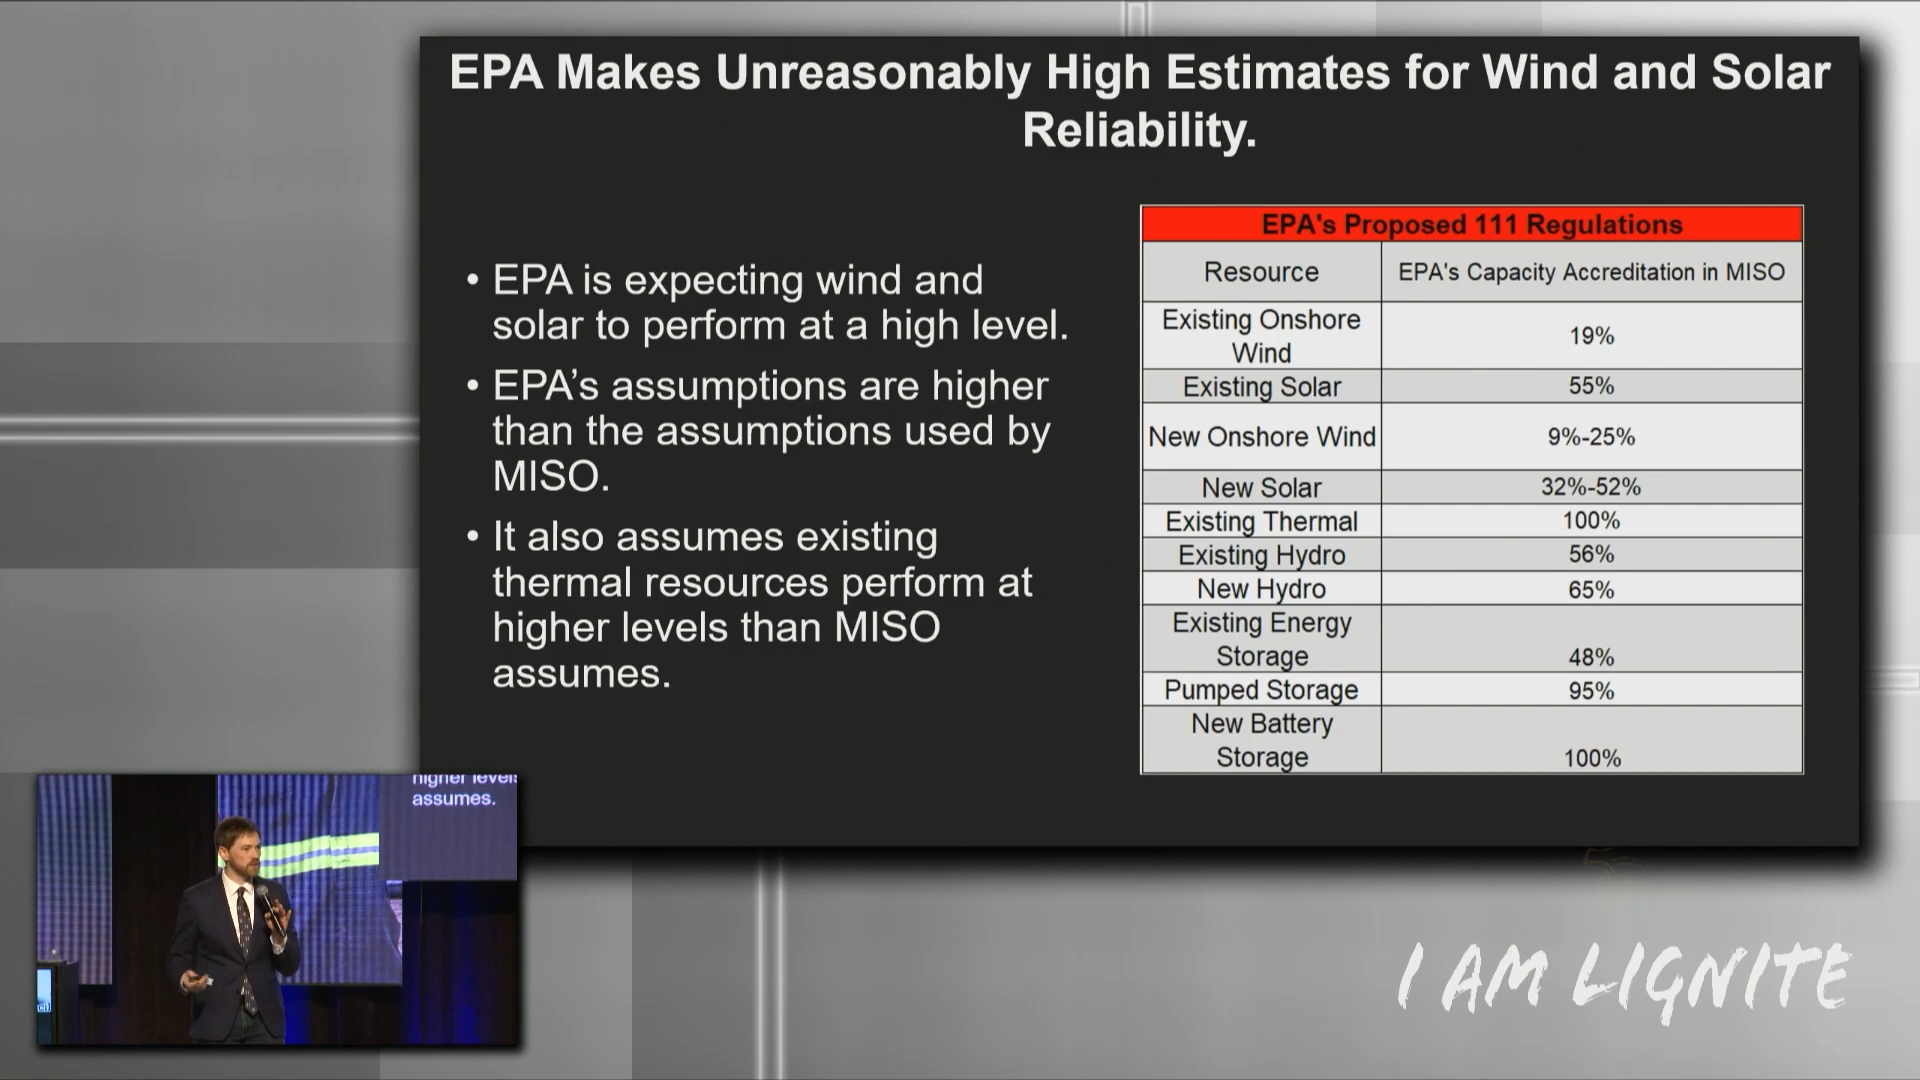 EPA Makes Unreasonably High Estimates for Wind and Solar
Reliability.
• EPA is expecting wind and
solar to perform at a high level.
• EPA’s assumptions are higher
than the assumptions used by
MISO.
• It also assumes existing
thermal resources perform at
higher levels than MISO
assumes.
EPA's Proposed 111 Regulations
Resource EPA's Capacity Accreditation in MISO
Existing Onshore
Wind 19%
Existing Solar 55%
New Onshore Wind 9%-25%
New Solar 32%-52%
Existing Thermal 100%
Existing Hydro 56%
New Hydro 65%
Existing Energy
Storage 48%
Pumped Storage 95%
New Battery
Storage 100%
higher levels
assumes.
I AM LIGNITE